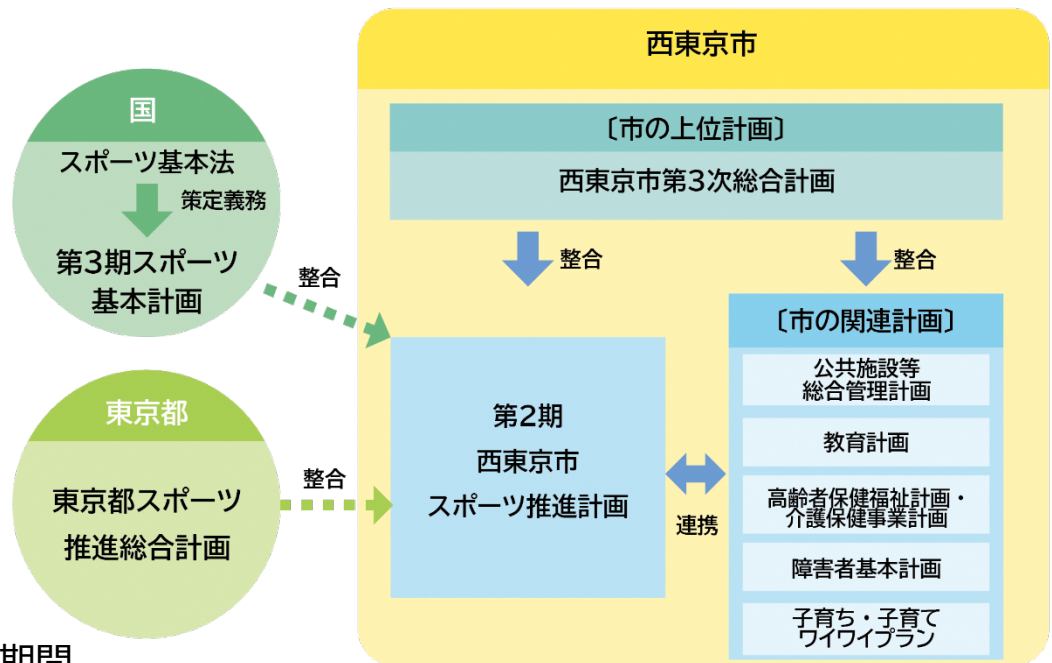 西東京市
国
スポーツ基本法
策定義務
第3期スポーツ
基本計画
整合
東京都
東京都スポーツ
推進総合計画
整合
〔市の上位計画〕
西東京市第3次総合計画
整合
整合
第2期
西東京市
スポーツ推進計画
連携
〔市の関連計画〕
公共施設等
総合管理計画
教育計画
高齢者保健福祉計画・
介護保健事業計画
障害者基本計画
子育ち・子育て
ワイワイプラン
期間